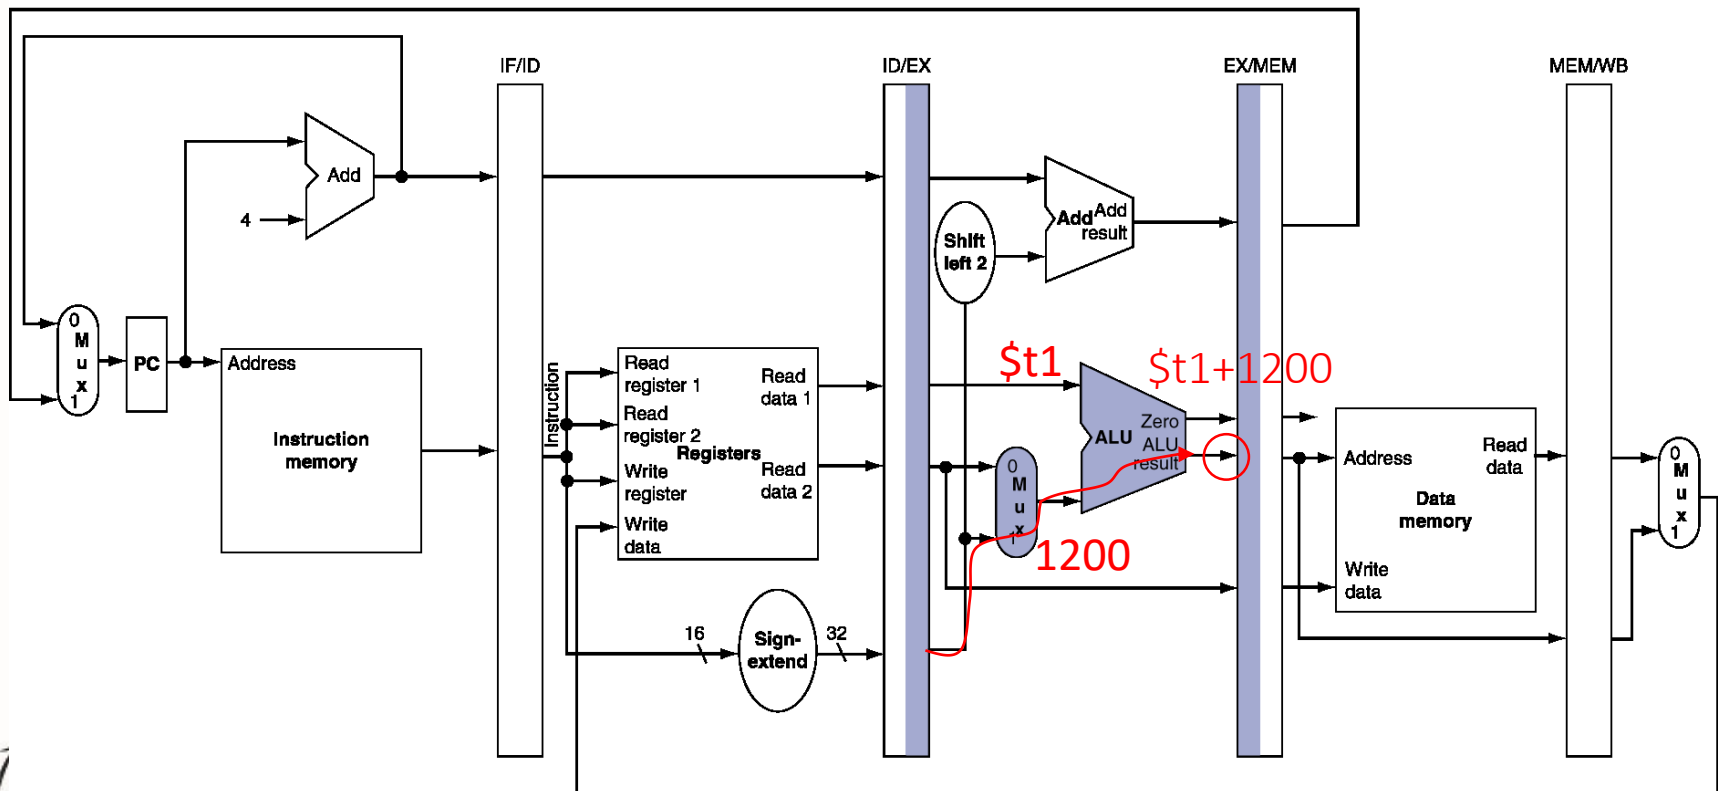 IF/ID
ID/EX
EX/MEM
MEM/WB
Add
4
Add
Add
result
Shift
left 2
0
M
u
x
1
PC
Address
Instruction
memory
Instruction
Read
register 1
Read
register 2
Write
register
Write
data
Registers
Read
data 1
Read
data 2
16
Sign-
extend
32
$t1
$t1+1200
0
M
u
x
1
1200
ALU
Zero
ALU
result
Address
Read
data
Data
memory
Write
data
0
M
u
x
1